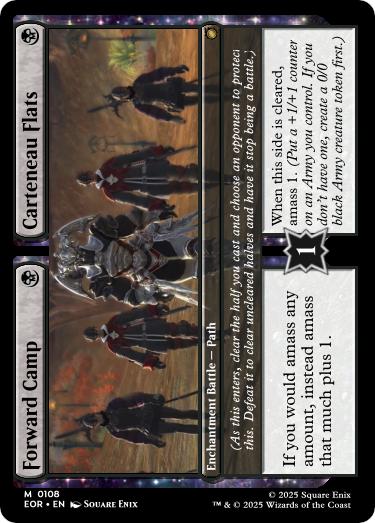 Forward Camp
Carteneau Flats
Enchantment Battle — Path
(As this enters, clear the half you cast and choose an opponent to protect
this. Defeat it to clear uncleared halves and have it stop being a battle.)
If you would amass any
amount, instead amass
that much plus 1.
1
When this side is cleared,
amass 1. (Put a +1/+1 counter
on an Army you control. If you
don't have one, create a 0/0
black Army creature token first.)
M 0108
EOR • EN SQUARE ENIX
© 2025 Square Enix
™ & © 2025 Wizards of the Coast